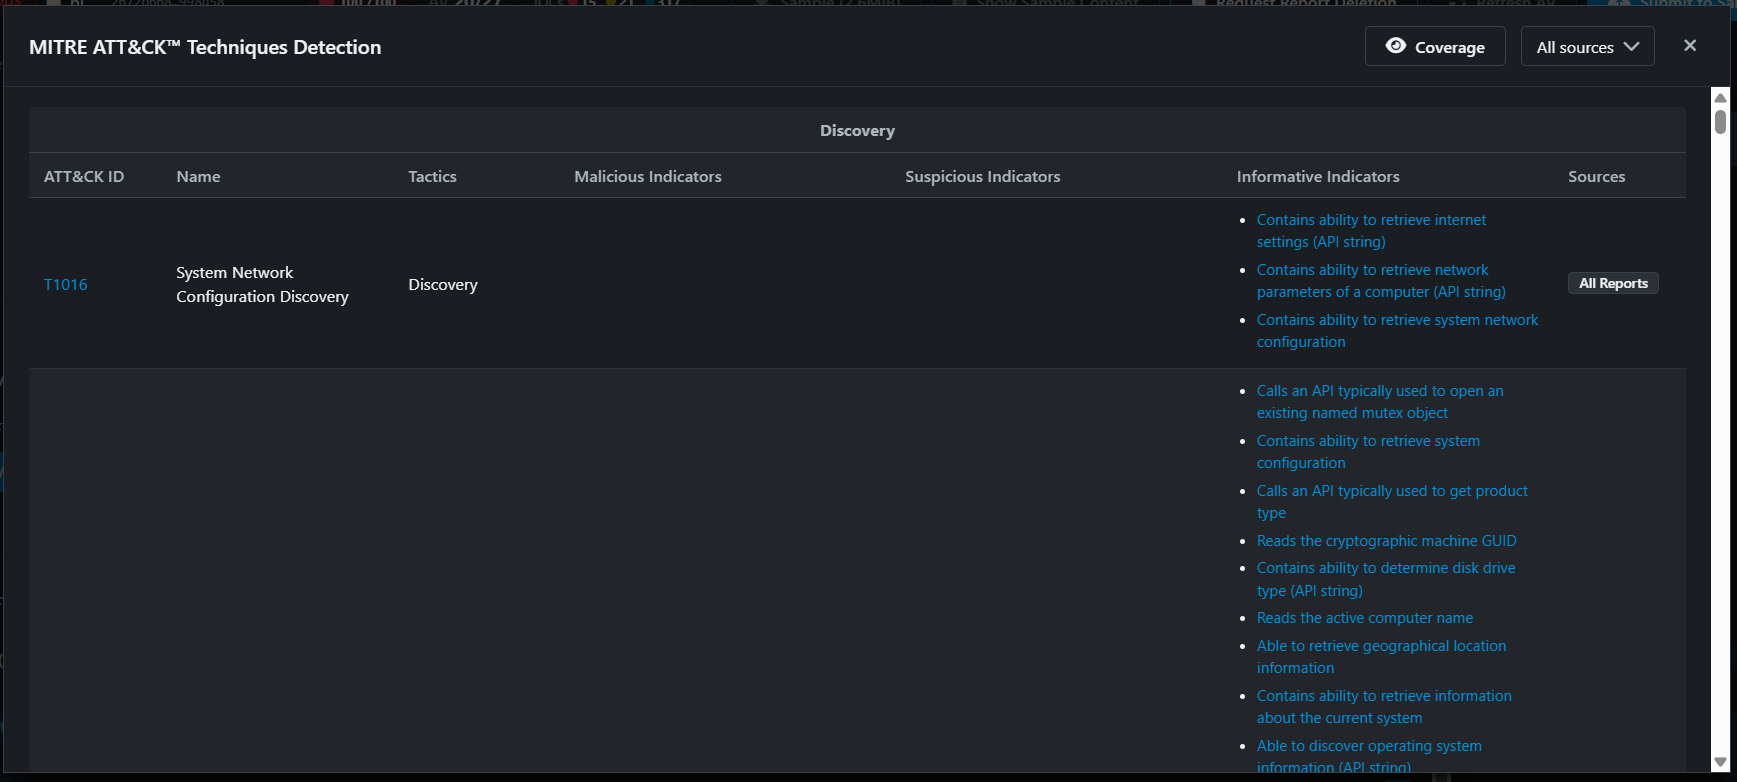 MITRE ATT&CK™ Techniques Detection
Coverage
All sources
Discovery
ATT&CK ID
Name
Tactics
Malicious Indicators
Suspicious Indicators
Informative Indicators
Sources
T1016
System Network
Configuration Discovery
Discovery
Contains ability to retrieve internet
settings (API string)
Contains ability to retrieve network
parameters of a computer (API string)
Contains ability to retrieve system network
configuration
All Reports
Calls an API typically used to open an
existing named mutex object
Contains ability to retrieve system
configuration
Calls an API typically used to get product
type
Reads the cryptographic machine GUID
Contains ability to determine disk drive
type (API string)
Reads the active computer name
Able to retrieve geographical location
information
Contains ability to retrieve information
about the current system
Able to discover operating system
information (API string)